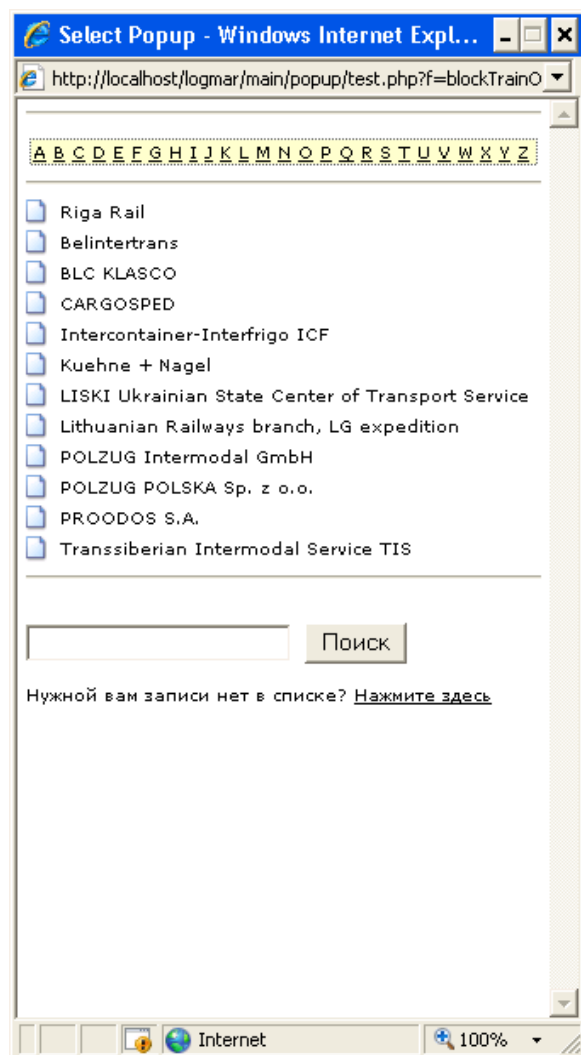 Select Popup - Windows Internet Expl...
http://localhost/logmar/main/popup/test.php?f=blockTrainO
A B C D E F G H I J K L M N O P Q R S T U V W X Y Z
Riga Rail
Belintertrans
BLC KLASCO
CARGOSPED
Intercontainer-Interfrigo ICF
Kuehne + Nagel
LISKI Ukrainian State Center of Transport Service
Lithuanian Railways branch, LG expedition
POLZUG Intermodal GmbH
POLZUG POLSKA Sp. z o.o.
PROODOS S.A.
Transsiberian Intermodal Service TIS
Поиск
Нужной вам записи нет в списке? Нажмите здесь
Internet 100%